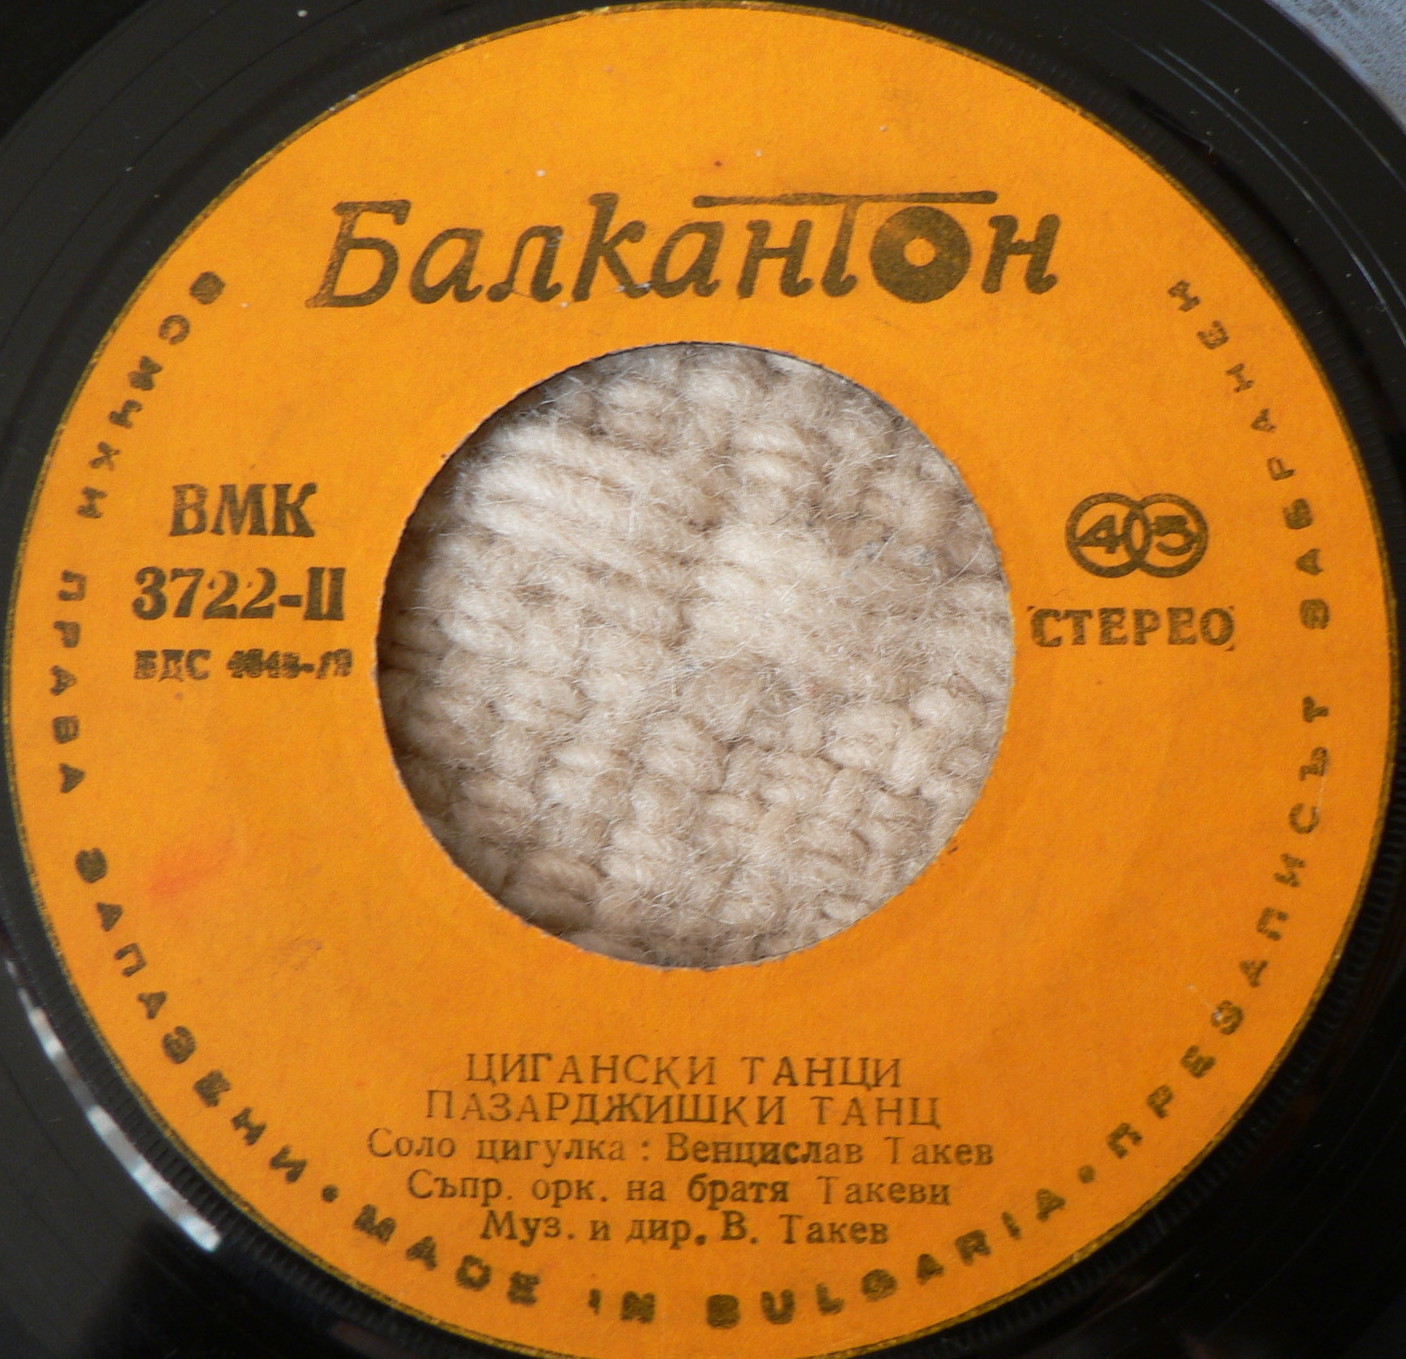 Балкантон
ВМК
3722-II
БДС
45
СТЕРЕО
ЦИГАНСКИ ТАНЦИ
ПАЗАРДЖИШКИ ТАНЦ
Соло цигулка : Венцислав Такев
Съпр. орк. на братя Такеви
Муз. и дир. В. Такев
ВСИЧКИ ПРАВА ЗАПАЗЕНИ • MADE IN BULGARIA • ПРЕЗАПИСЪТ ЗАБРАНЕН